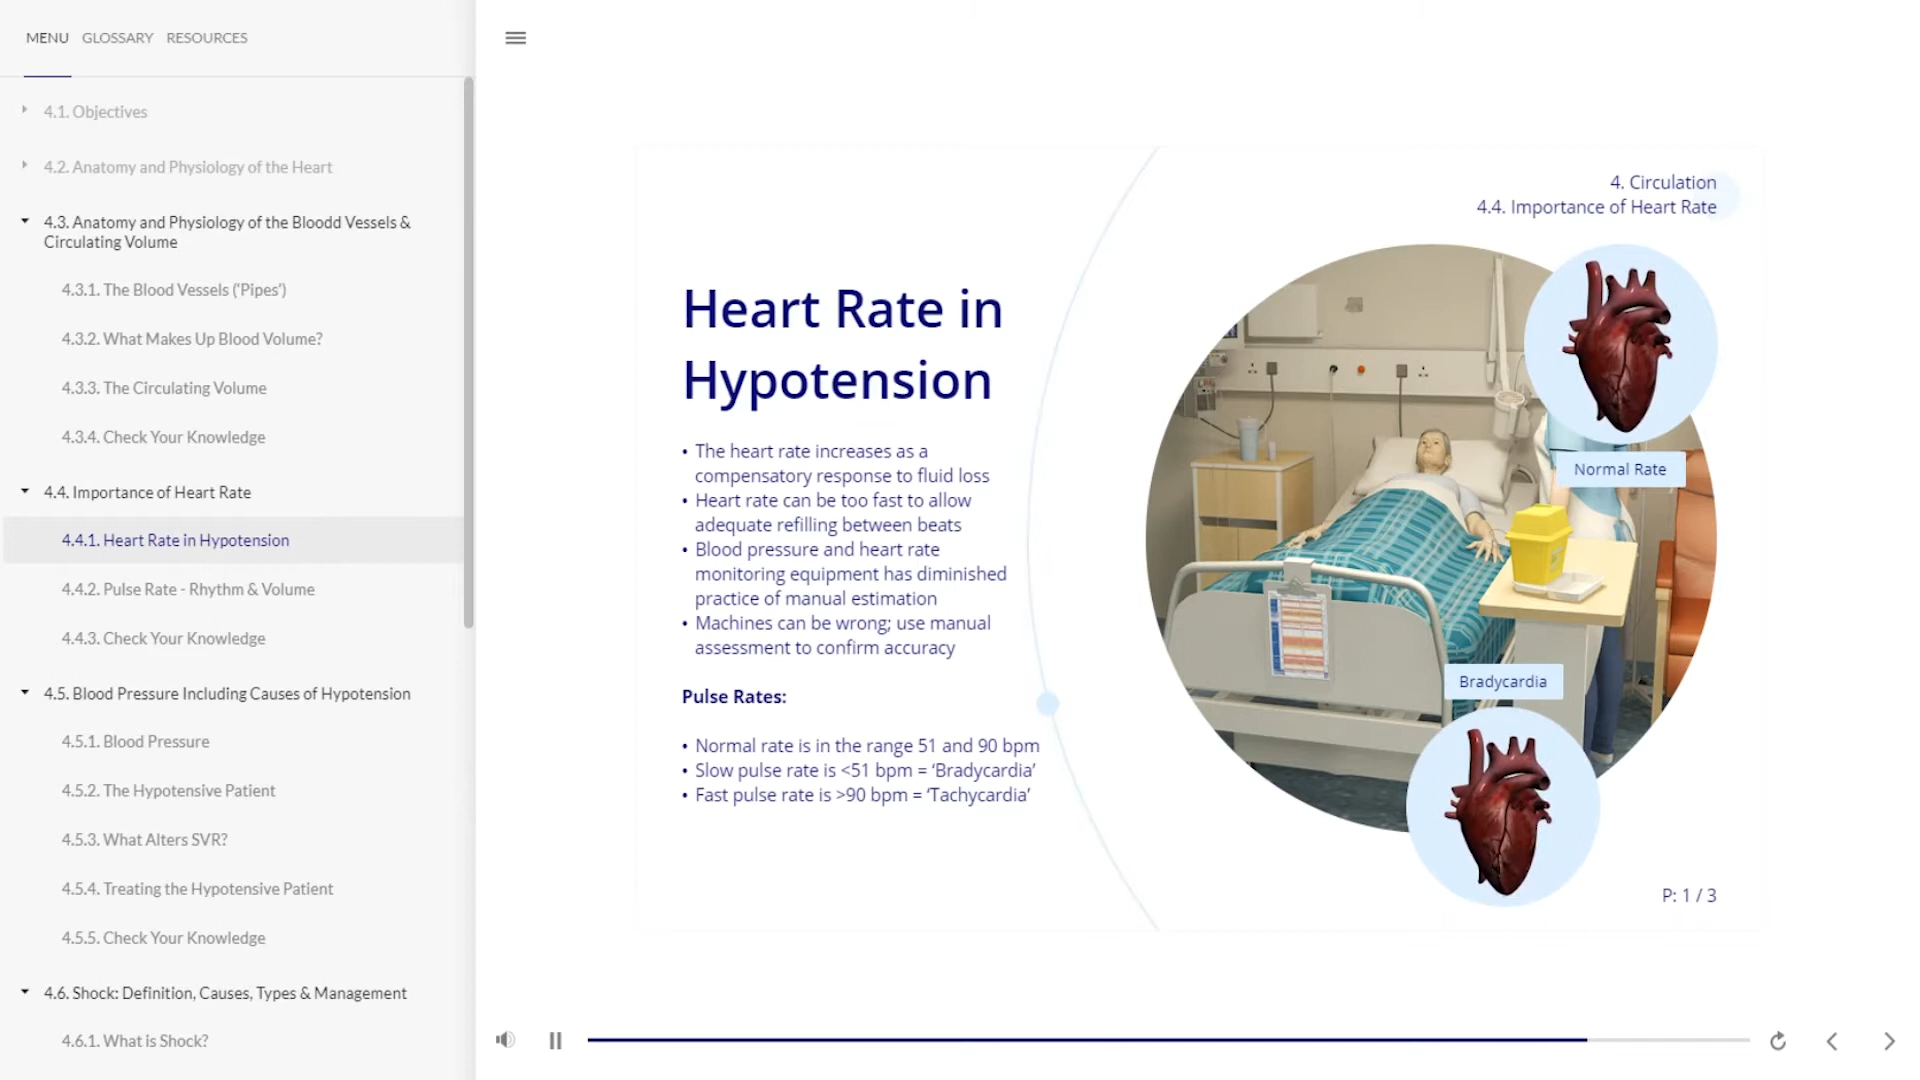 MENU GLOSSARY RESOURCES
4.1. Objectives
4.2. Anatomy and Physiology of the Heart
4.3. Anatomy and Physiology of the Bloodd Vessels &
Circulating Volume
4.3.1. The Blood Vessels ('Pipes')
4.3.2. What Makes Up Blood Volume?
4.3.3. The Circulating Volume
4.3.4. Check Your Knowledge
4.4. Importance of Heart Rate
4.4.1. Heart Rate in Hypotension
4.4.2. Pulse Rate - Rhythm & Volume
4.4.3. Check Your Knowledge
4.5. Blood Pressure Including Causes of Hypotension
4.5.1. Blood Pressure
4.5.2. The Hypotensive Patient
4.5.3. What Alters SVR?
4.5.4. Treating the Hypotensive Patient
4.5.5. Check Your Knowledge
4.6. Shock: Definition, Causes, Types & Management
4.6.1. What is Shock?
4. Circulation
4.4. Importance of Heart Rate
Heart Rate in
Hypotension
• The heart rate increases as a
compensatory response to fluid loss
• Heart rate can be too fast to allow
adequate refilling between beats
• Blood pressure and heart rate
monitoring equipment has diminished
practice of manual estimation
• Machines can be wrong; use manual
assessment to confirm accuracy
Pulse Rates:
• Normal rate is in the range 51 and 90 bpm
• Slow pulse rate is <51 bpm = ‘Bradycardia’
• Fast pulse rate is >90 bpm = ‘Tachycardia’
Normal Rate
Bradycardia
P: 1 / 3